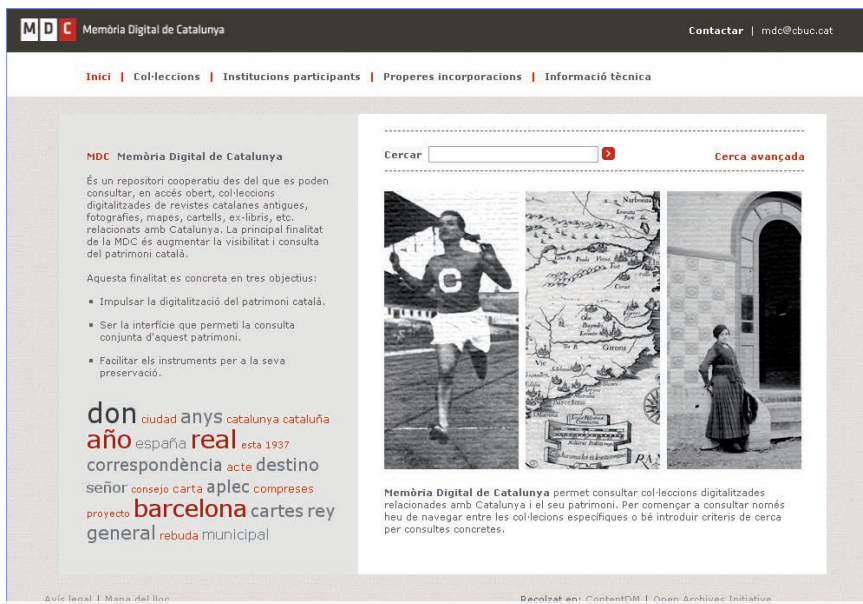 MDC Memòria Digital de Catalunya
Contactar | mdc@cbuc.cat
Inici | Col·leccions | Institucions participants | Properes incorporacions | Informació tècnica
MDC Memòria Digital de Catalunya
És un repositori cooperatiu des del que es poden
consultar, en accés obert, col·leccions
digitalitzades de revistes catalanes antigues,
fotografies, mapes, cartells, ex-libris, etc.
relacionats amb Catalunya. La principal finalitat
de la MDC és augmentar la visibilitat i consulta
del patrimoni català.
Aquesta finalitat es concreta en tres objectius:
Impulsar la digitalització del patrimoni català.
Ser la interfície que permeti la consulta
conjunta d'aquest patrimoni.
Facilitar els instruments per a la seva
preservació.
don ciudad anys catalunya cataluña
año españa real esta 1937
correspondència acte destino
señor consejo carta aplec compreses
proyecto barcelona cartes rey
general rebuda municipal
Cercar
Cerca avançada
C
Narbona
Girona
Vic
Barcelona
Memòria Digital de Catalunya permet consultar col·leccions digitalitzades
relacionades amb Catalunya i el seu patrimoni. Per començar a consultar només
heu de navegar entre les col·lecions específiques o bé introduir criteris de cerca
per consultes concretes.
Avís legal | Mapa del lloc
Recolzat en: ContentDM | Open Archives Initiative